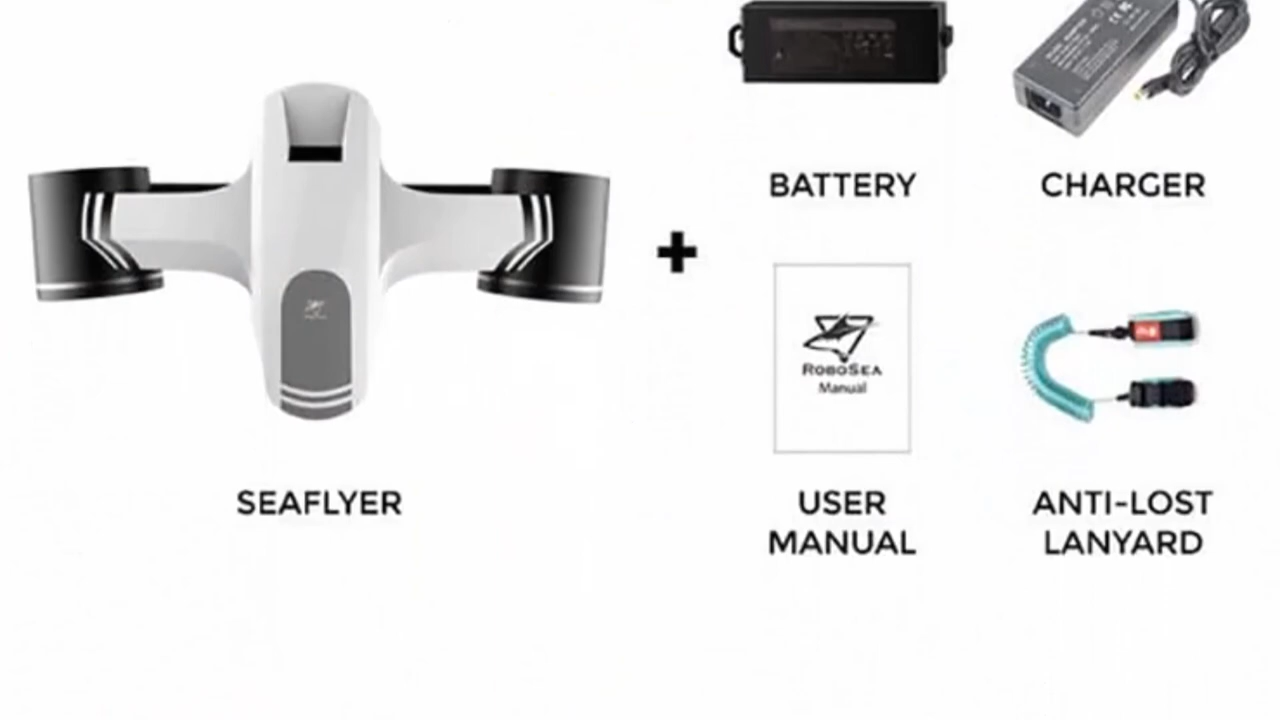 BATTERY
CHARGER
ROBOSEA
Manual
SEAFLYER
USER
MANUAL
ANTI-LOST
LANYARD